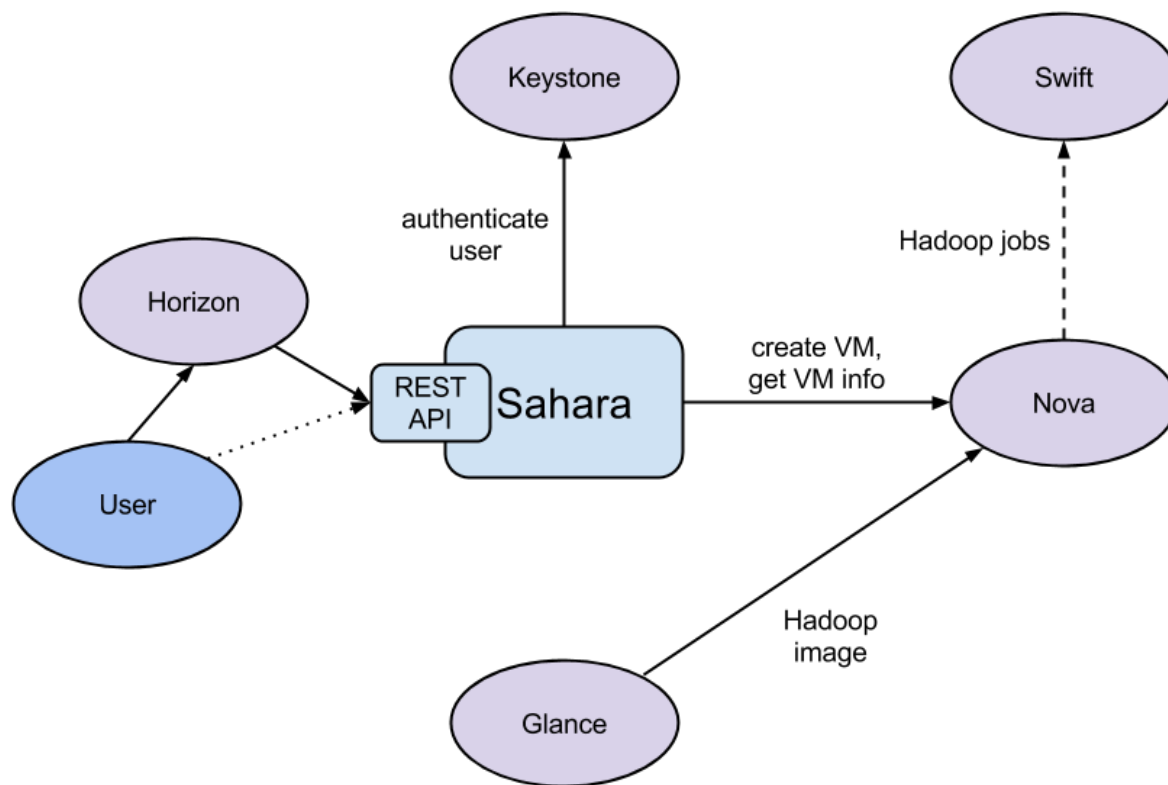 Keystone
Swift
authenticate
user
Hadoop jobs
Horizon
create VM,
get VM info
REST
API
Sahara
Nova
User
Hadoop
image
Glance